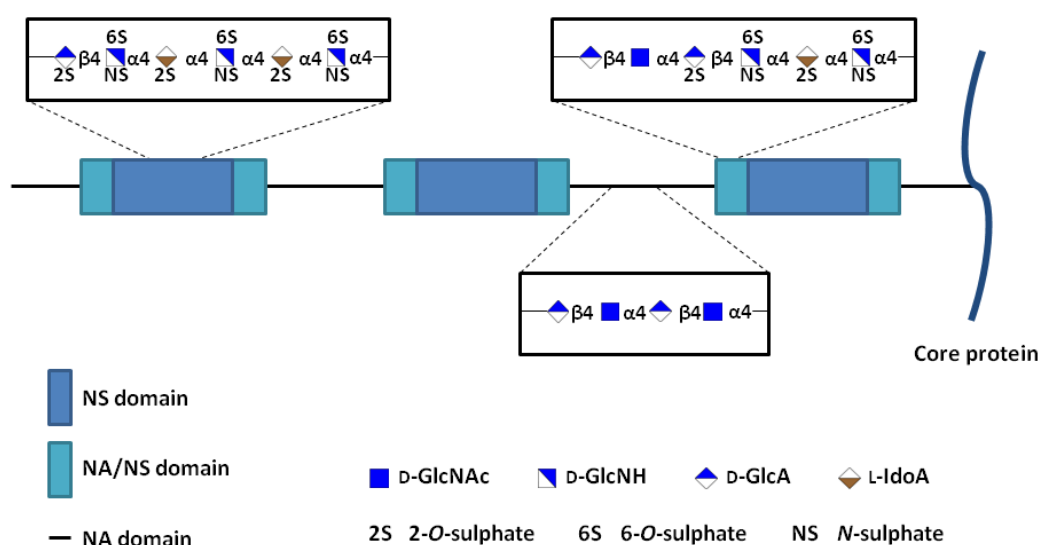 6S 6S 6S
β4 α4 α4 α4 α4 α4
2S NS 2S NS 2S NS
6S 6S
β4 α4 β4 α4 α4 α4
2S NS 2S NS
β4 α4 β4 α4
Core protein
NS domain
NA/NS domain
D-GlcNAc D-GlcNH D-GlcA L-IdoA
NA domain
2S 2-O-sulphate 6S 6-O-sulphate NS N-sulphate